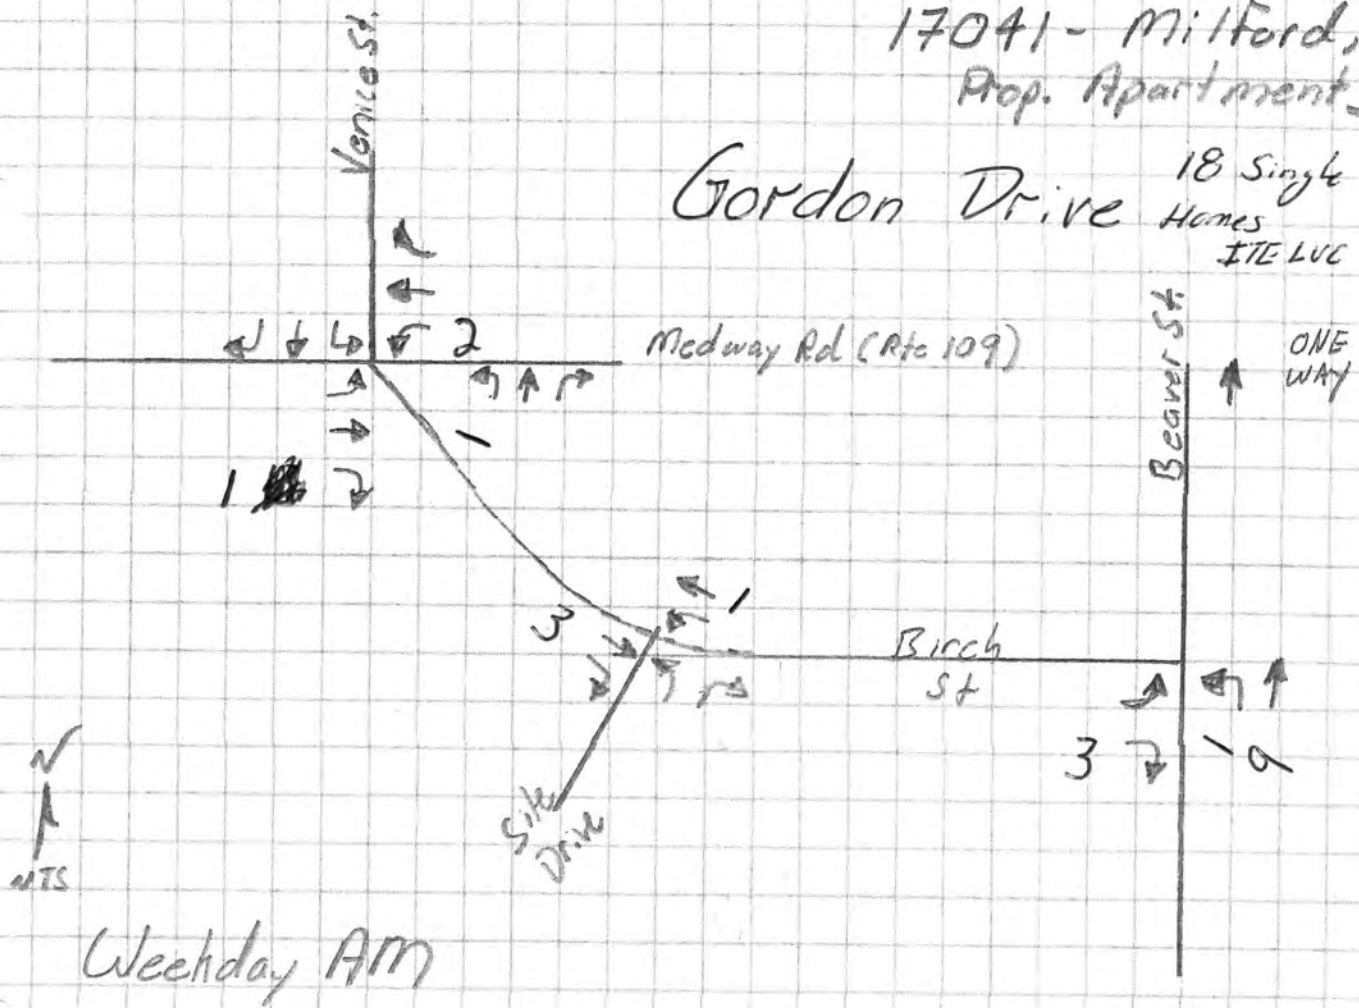 17041 - Milford,
Prop. Apartment
Gordon Drive
18 Single
Homes
ITE LUC
Venice St.
2
Medway Rd (Rte 109)
Beaver St.
ONE
WAY
1
1
3
1
Birch
St
3
1
9
Site
Drive
N
NTS
Weekday AM